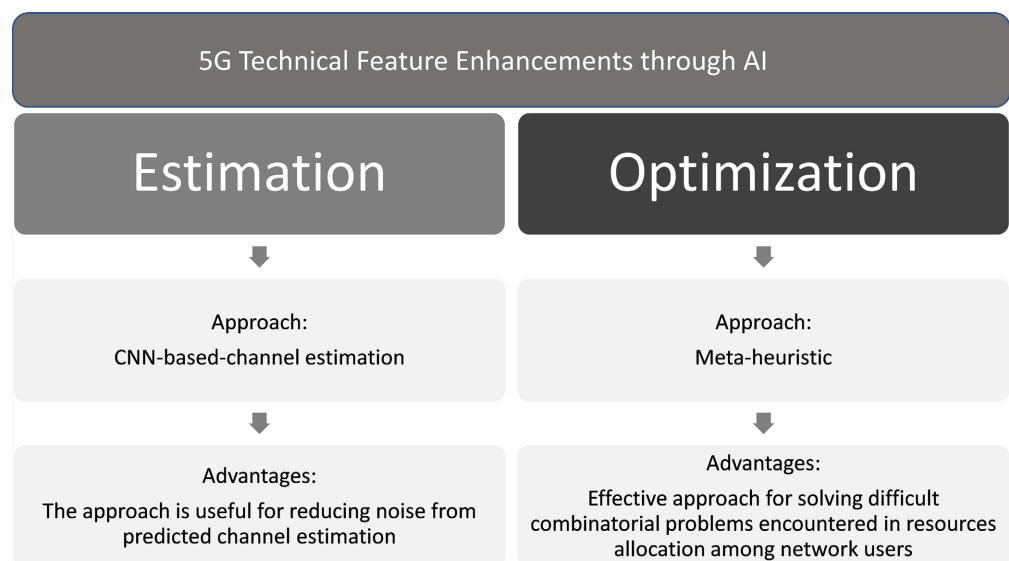 5G Technical Feature Enhancements through AI
Estimation
Approach:
CNN-based-channel estimation
Advantages:
The approach is useful for reducing noise from
predicted channel estimation
Optimization
Approach:
Meta-heuristic
Advantages:
Effective approach for solving difficult
combinatorial problems encountered in resources
allocation among network users